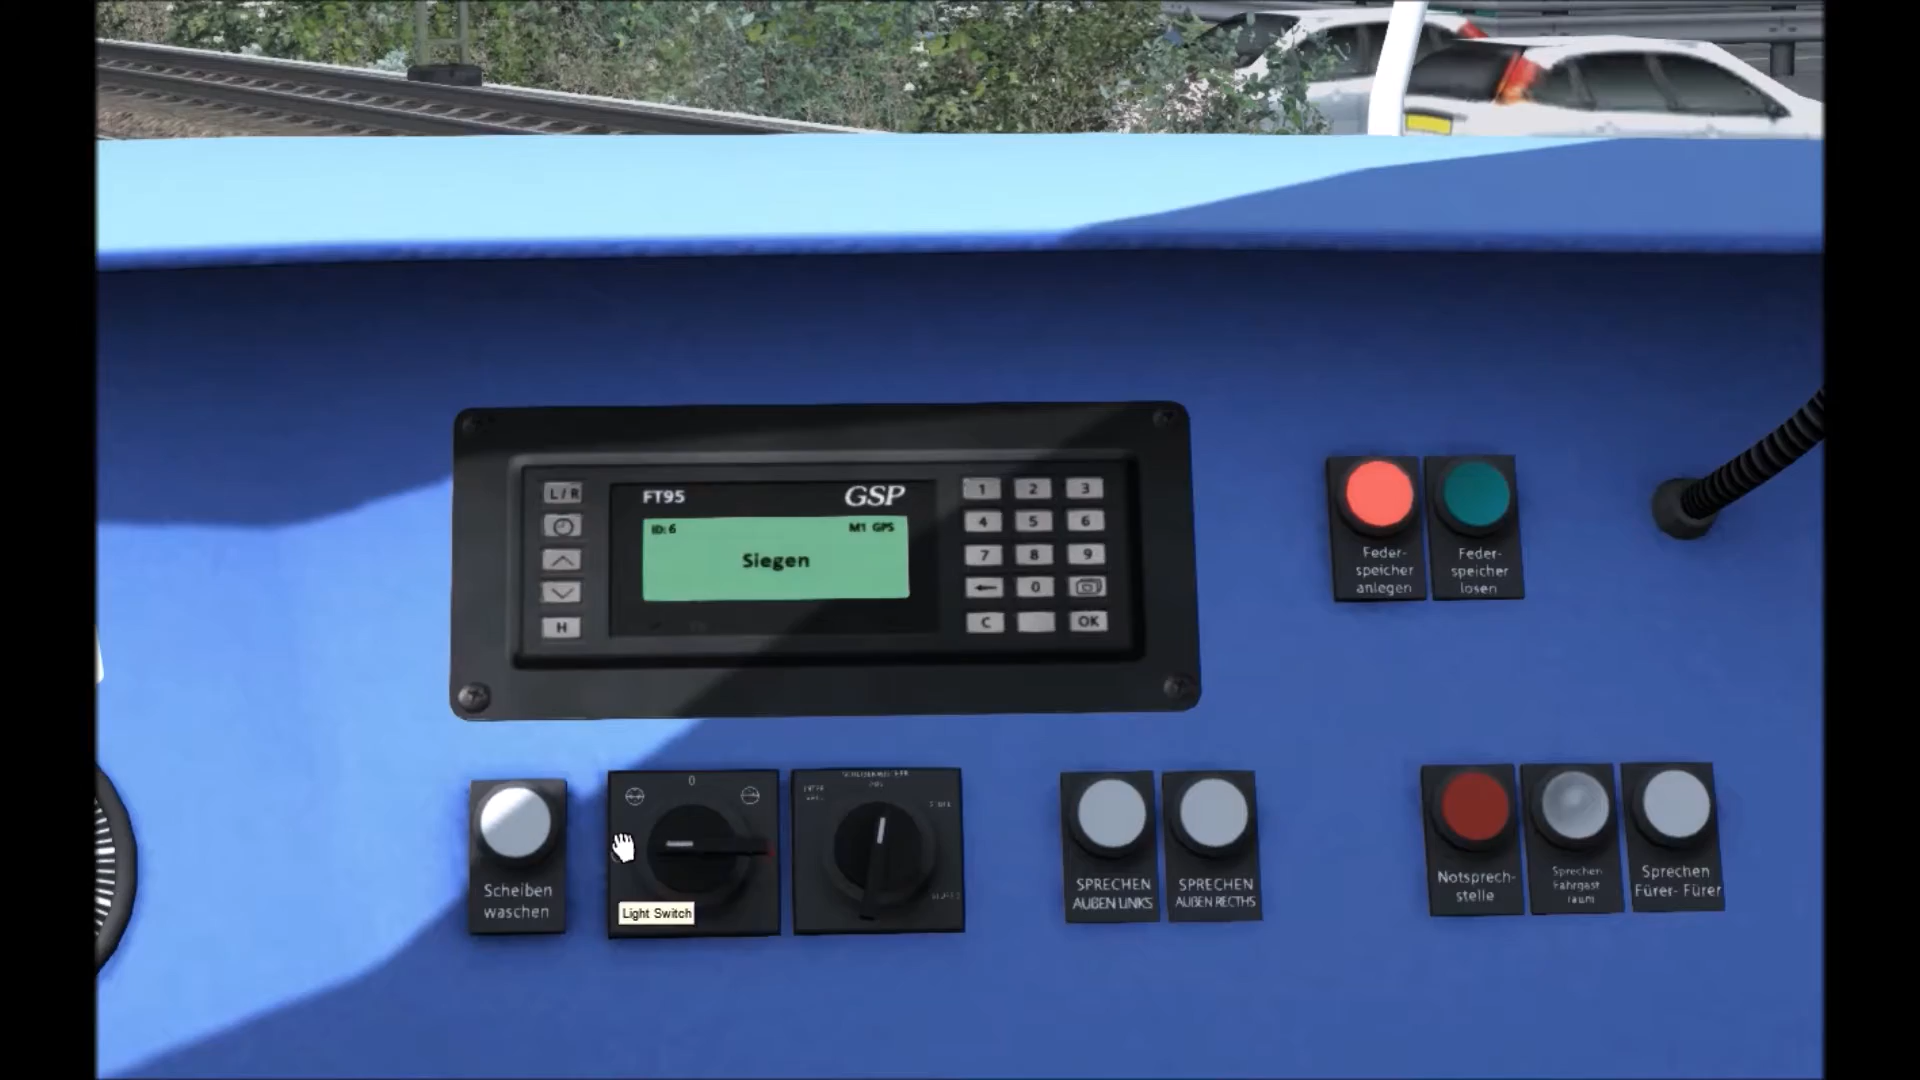 L/R
FT95
GSP
1 2 3
ID: 6
M1 GPS
Siegen
4 5 6
7 8 9
0
H
C
OK
Feder-
speicher
anlegen
Feder-
speicher
losen
0
Scheiben
waschen
Light Switch
SPRECHEN
AUßEN LINKS
SPRECHEN
AUßEN RECTHS
Notsprech-
stelle
Sprechen
Fahrgast
raum
Sprechen
Fürer- Fürer